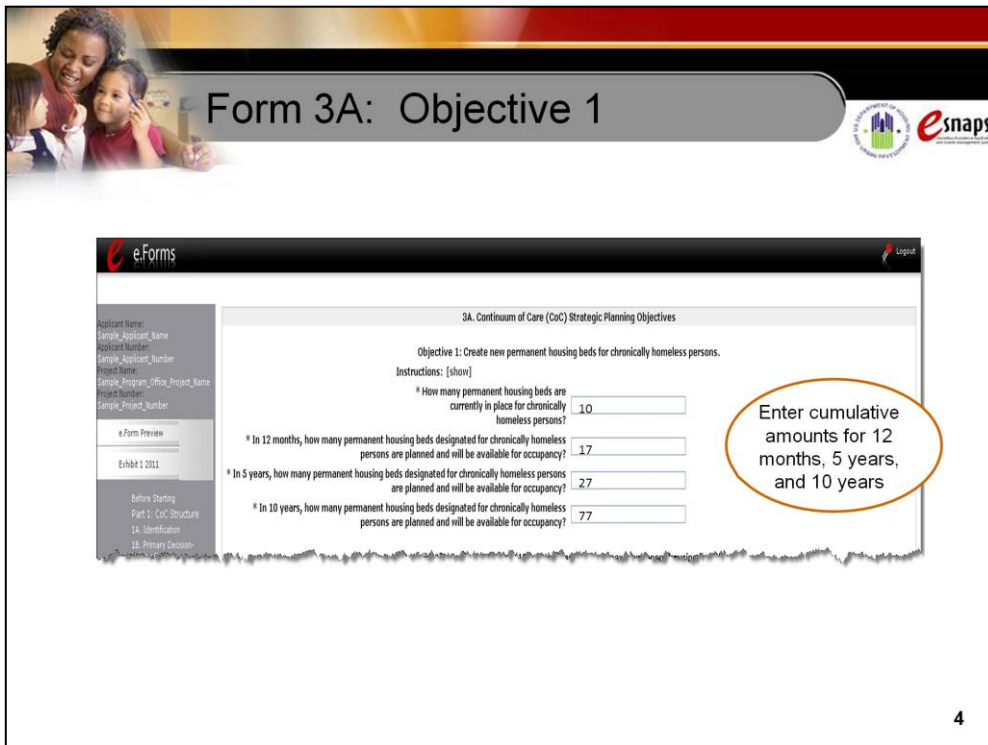 Form 3A: Objective 1
esnaps
e e.Forms
Logout
Applicant Name:
Sample_Applicant_Name
Applicant Number:
Sample_Applicant_Number
Project Name:
Sample_Program_Office_Project_Name
Project Number:
Sample_Project_Number
e.Form Preview
Exhibit 1 2011
Before Starting
Part 1: CoC Structure
1A. Identification
1B. Primary Decision-
3A. Continuum of Care (CoC) Strategic Planning Objectives
Objective 1: Create new permanent housing beds for chronically homeless persons.
Instructions: [show]
* How many permanent housing beds are
currently in place for chronically
homeless persons?
10
* In 12 months, how many permanent housing beds designated for chronically homeless
persons are planned and will be available for occupancy?
17
* In 5 years, how many permanent housing beds designated for chronically homeless persons
are planned and will be available for occupancy?
27
* In 10 years, how many permanent housing beds designated for chronically homeless
persons are planned and will be available for occupancy?
77
Enter cumulative
amounts for 12
months, 5 years,
and 10 years
4